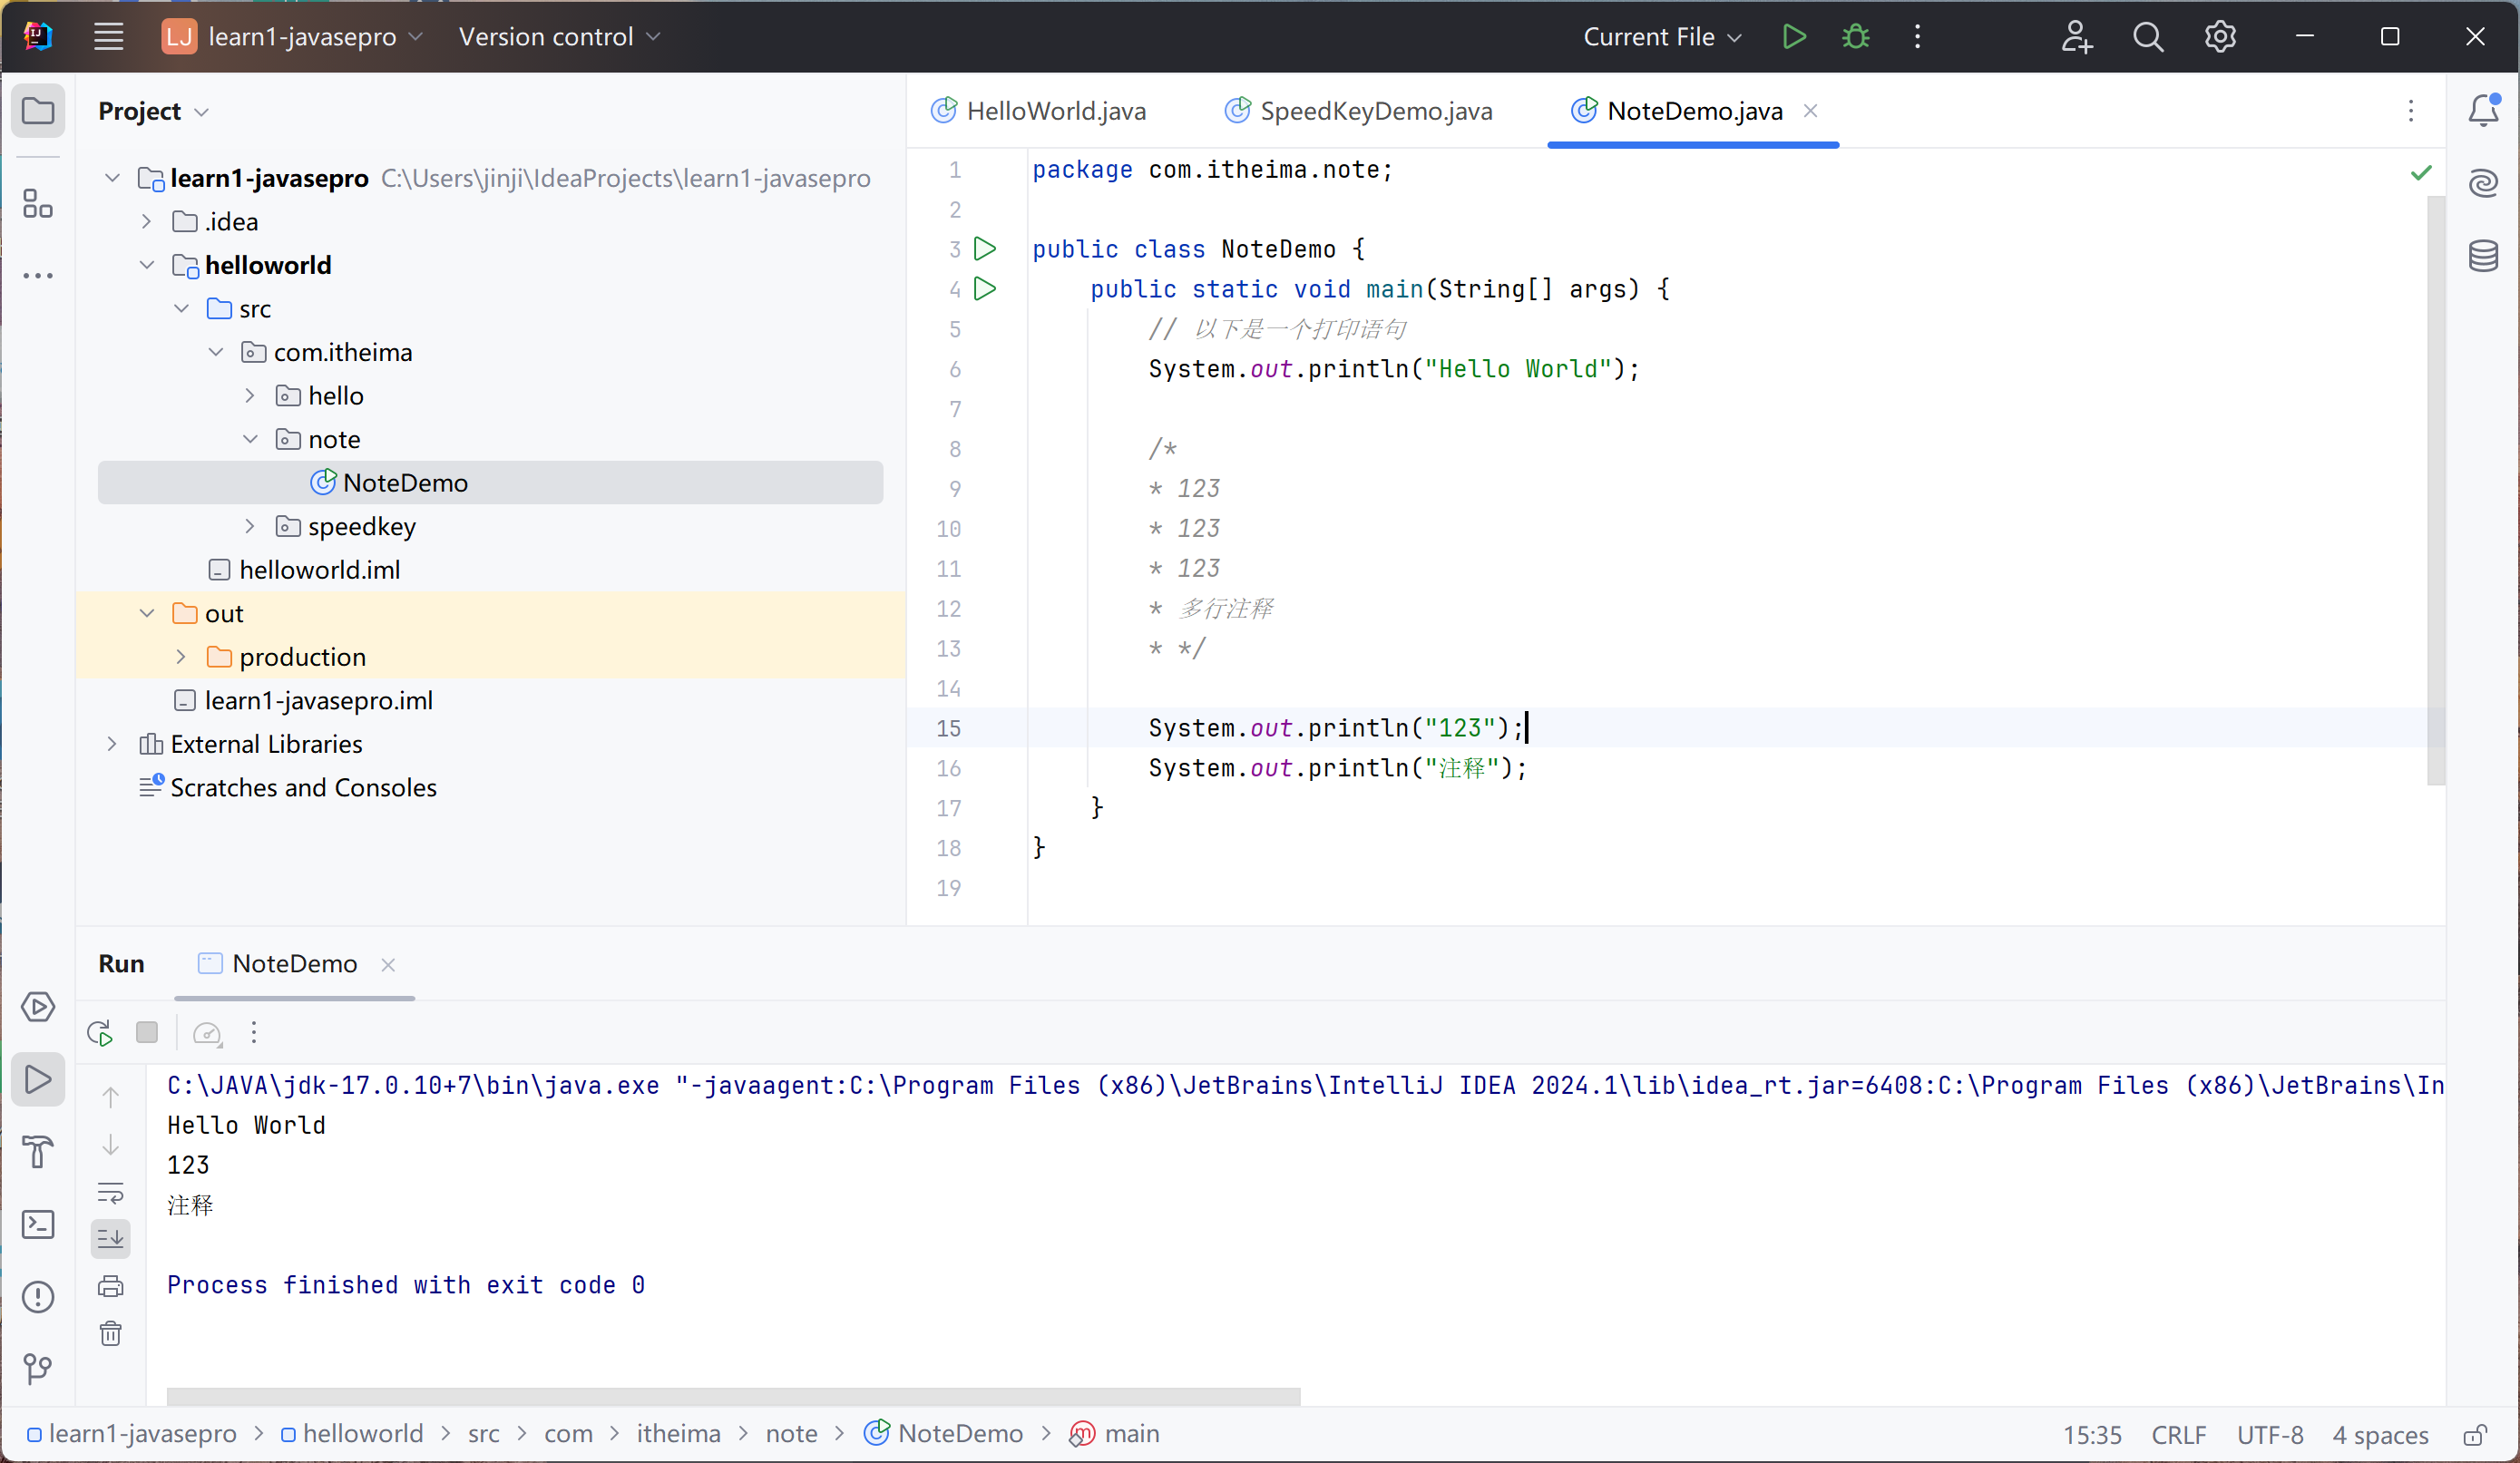 LJ learn1-javasepro Version control Current File
Project
learn1-javasepro C:\Users\jinji\IdeaProjects\learn1-javasepro
.idea
helloworld
src
com.itheima
hello
note
NoteDemo
speedkey
helloworld.iml
out
production
learn1-javasepro.iml
External Libraries
Scratches and Consoles
HelloWorld.java SpeedKeyDemo.java NoteDemo.java
1 package com.itheima.note;
2
3 public class NoteDemo {
4 public static void main(String[] args) {
5 // 以下是一个打印语句
6 System.out.println("Hello World");
7
8 /*
9 * 123
10 * 123
11 * 123
12 * 多行注释
13 * */
14
15 System.out.println("123");
16 System.out.println("注释");
17 }
18 }
19
Run NoteDemo
C:\JAVA\jdk-17.0.10+7\bin\java.exe "-javaagent:C:\Program Files (x86)\JetBrains\IntelliJ IDEA 2024.1\lib\idea_rt.jar=6408:C:\Program Files (x86)\JetBrains\In
Hello World
123
注释
Process finished with exit code 0
learn1-javasepro > helloworld > src > com > itheima > note > NoteDemo > main 15:35 CRLF UTF-8 4 spaces